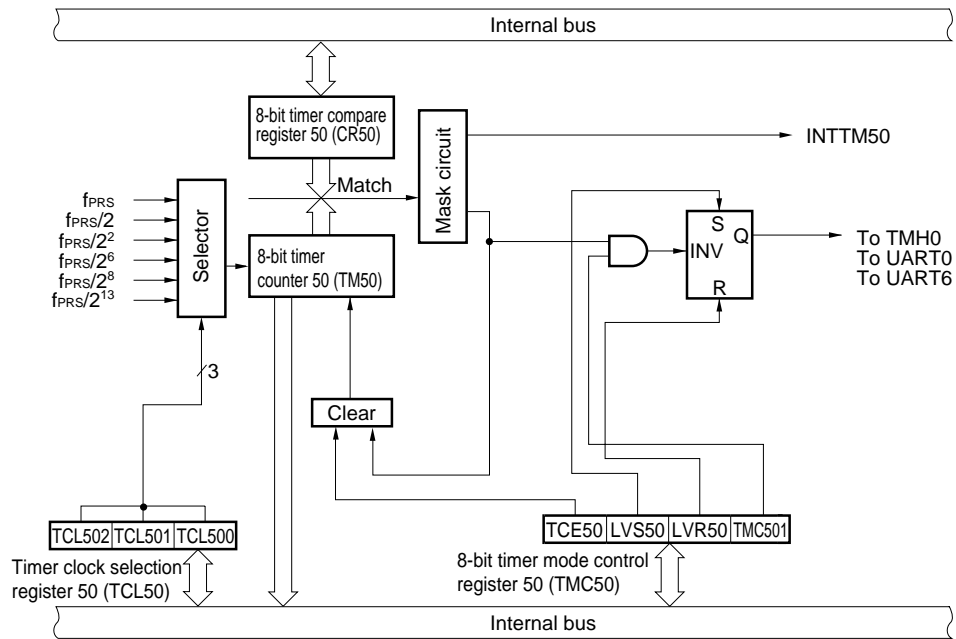 Internal bus
8-bit timer compare
register 50 (CR50)
Match
Mask circuit
INTTM50
fPRS
fPRS/2
fPRS/2²
fPRS/2⁶
fPRS/2⁸
fPRS/2¹³
Selector
8-bit timer
counter 50 (TM50)
S
Q
INV
R
To TMH0
To UART0
To UART6
3
Clear
TCL502 TCL501 TCL500
Timer clock selection
register 50 (TCL50)
TCE50 LVS50 LVR50 TMC501
8-bit timer mode control
register 50 (TMC50)
Internal bus